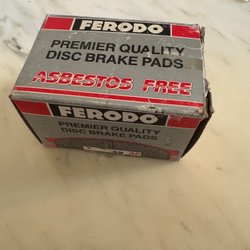 FERODO
PREMIER QUALITY
DISC BRAKE PADS
ASBESTOS FREE
FERODO
PREMIER QUALITY
DISC BRAKE PADS